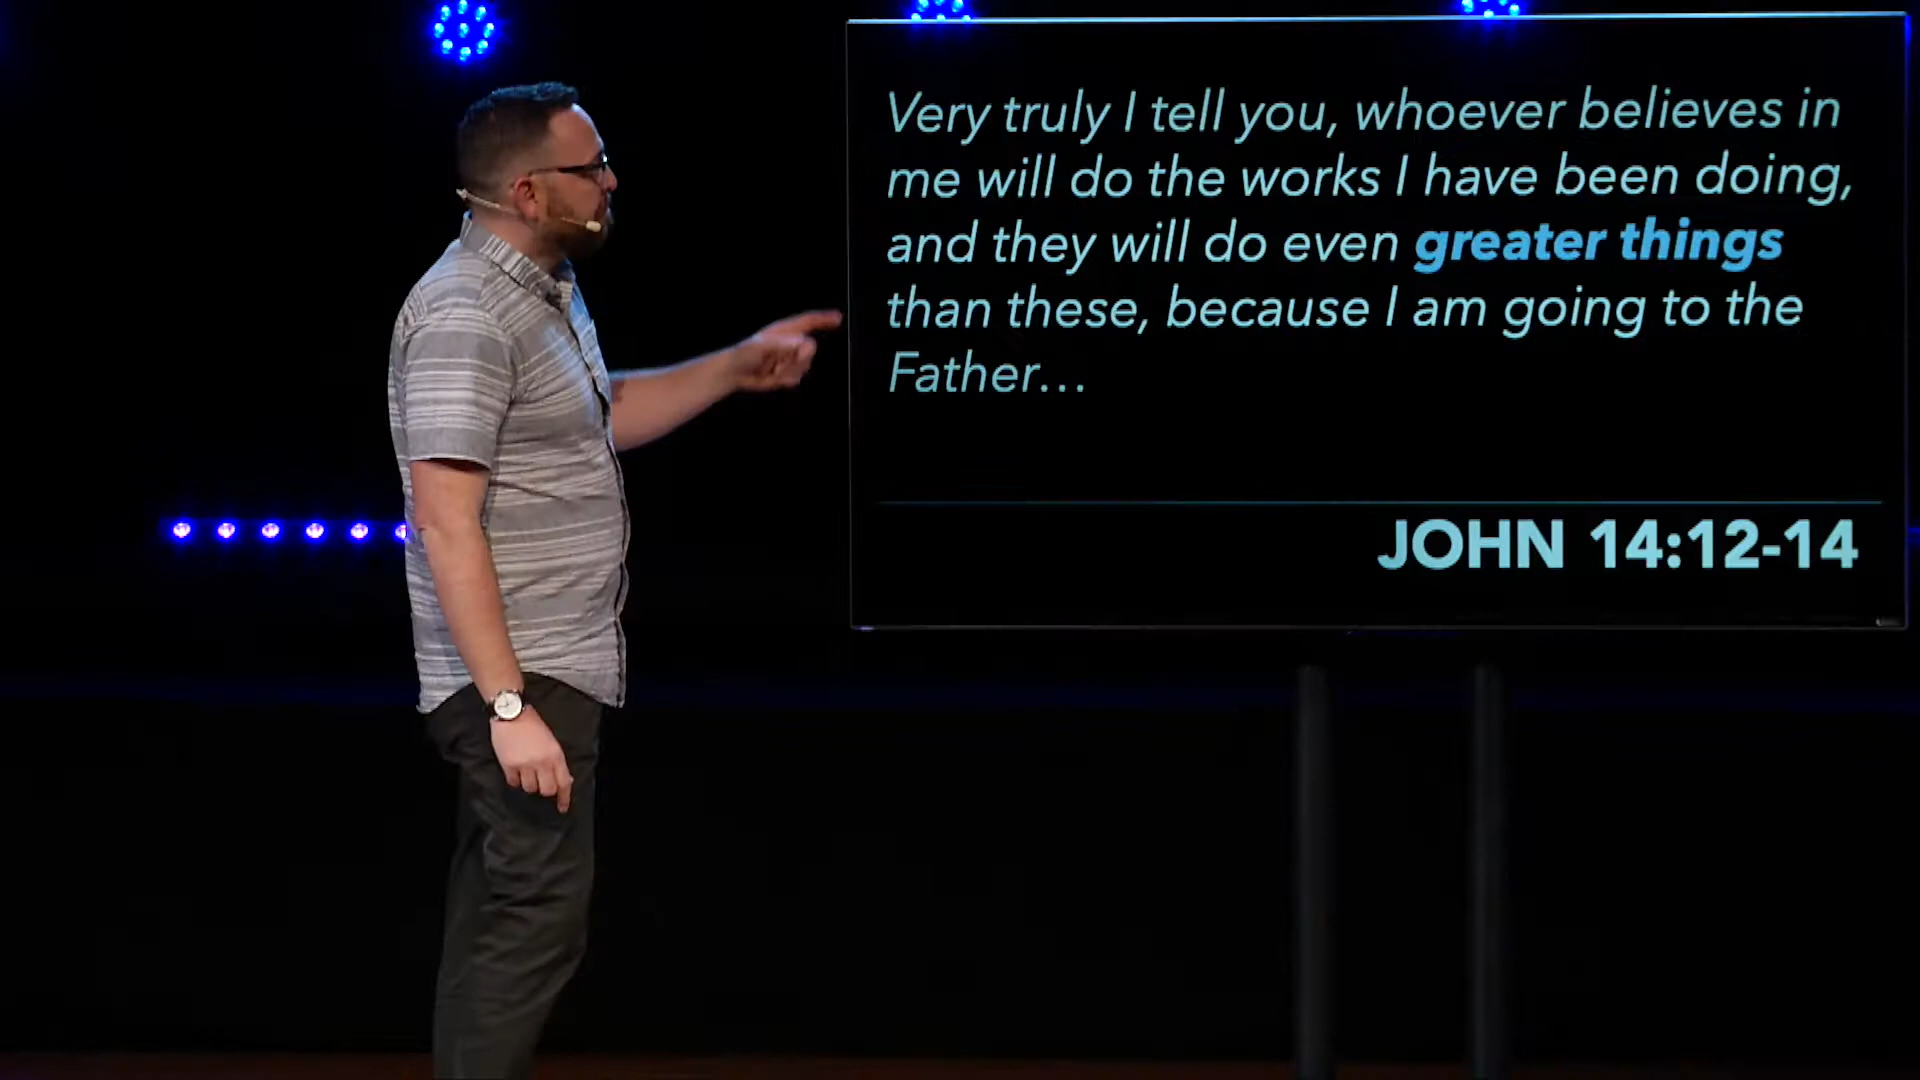 Very truly I tell you, whoever believes in
me will do the works I have been doing,
and they will do even greater things
than these, because I am going to the
Father…
JOHN 14:12-14